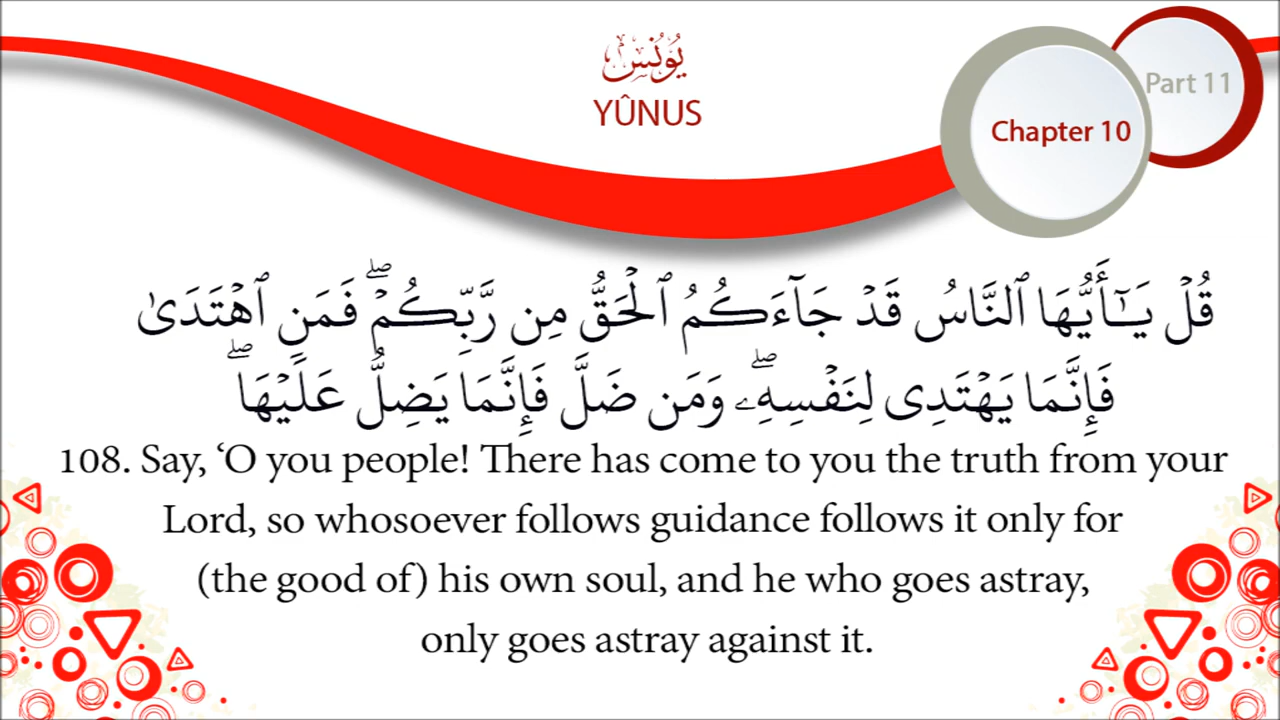 يُونُس
YÛNUS
Part 11
Chapter 10
قُلۡ يَـٰٓأَيُّهَا ٱلنَّاسُ قَدۡ جَآءَكُمُ ٱلۡحَقُّ مِن رَّبِّكُمۡۖ فَمَنِ ٱهۡتَدَىٰ
فَإِنَّمَا يَهۡتَدِى لِنَفۡسِهِۦۖ وَمَن ضَلَّ فَإِنَّمَا يَضِلُّ عَلَيۡهَاۖ
108. Say, ‘O you people! There has come to you the truth from your
Lord, so whosoever follows guidance follows it only for
(the good of) his own soul, and he who goes astray,
only goes astray against it.